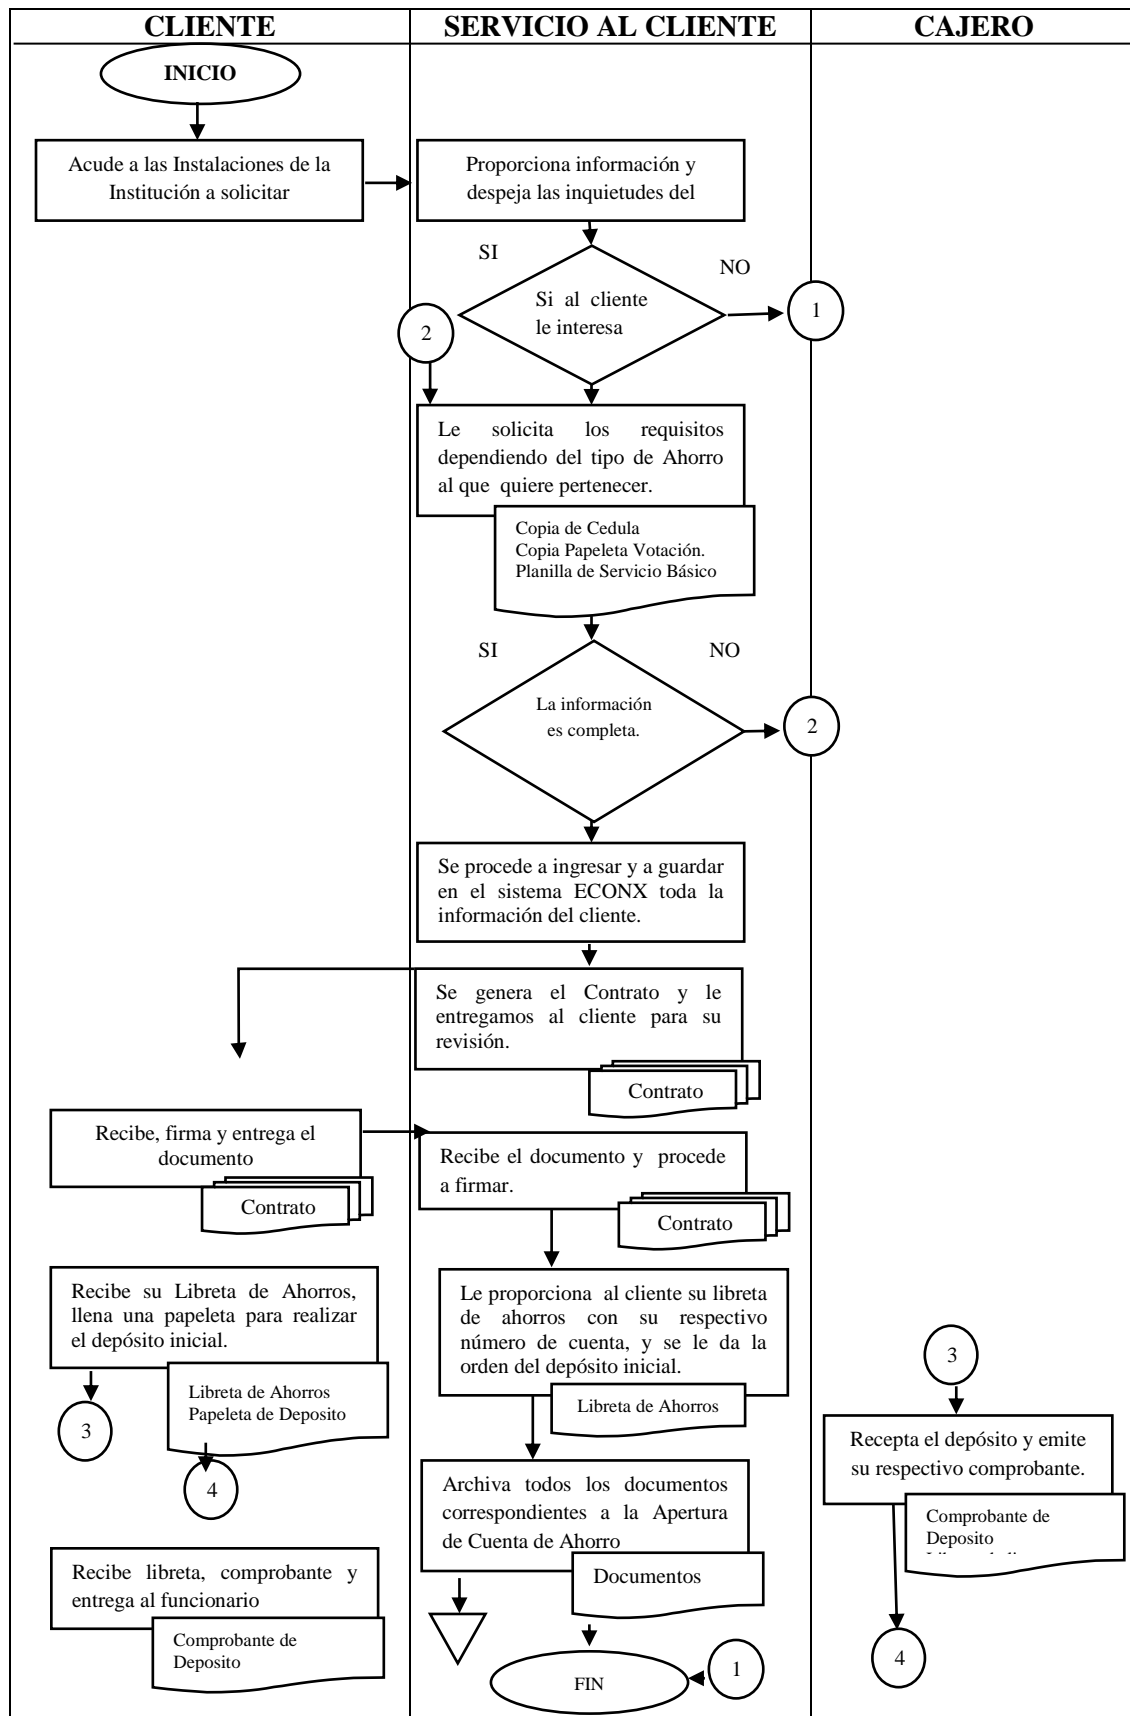 CLIENTE
SERVICIO AL CLIENTE
CAJERO
INICIO
Acude a las Instalaciones de la
Institución a solicitar
Proporciona información y
despeja las inquietudes del
SI
NO
Si al cliente
le interesa
1
2
Le solicita los requisitos
dependiendo del tipo de Ahorro
al que quiere pertenecer.
Copia de Cedula
Copia Papeleta Votación.
Planilla de Servicio Básico
SI
NO
La información
es completa.
2
Se procede a ingresar y a guardar
en el sistema ECONX toda la
información del cliente.
Se genera el Contrato y le
entregamos al cliente para su
revisión.
Contrato
Recibe, firma y entrega el
documento
Contrato
Recibe el documento y procede
a firmar.
Contrato
Recibe su Libreta de Ahorros,
llena una papeleta para realizar
el depósito inicial.
Libreta de Ahorros
Papeleta de Deposito
3
4
Le proporciona al cliente su libreta
de ahorros con su respectivo
número de cuenta, y se le da la
orden del depósito inicial.
Libreta de Ahorros
3
Recepta el depósito y emite
su respectivo comprobante.
Comprobante de
Deposito
4
Archiva todos los documentos
correspondientes a la Apertura
de Cuenta de Ahorro
Documentos
Recibe libreta, comprobante y
entrega al funcionario
Comprobante de
Deposito
FIN
1